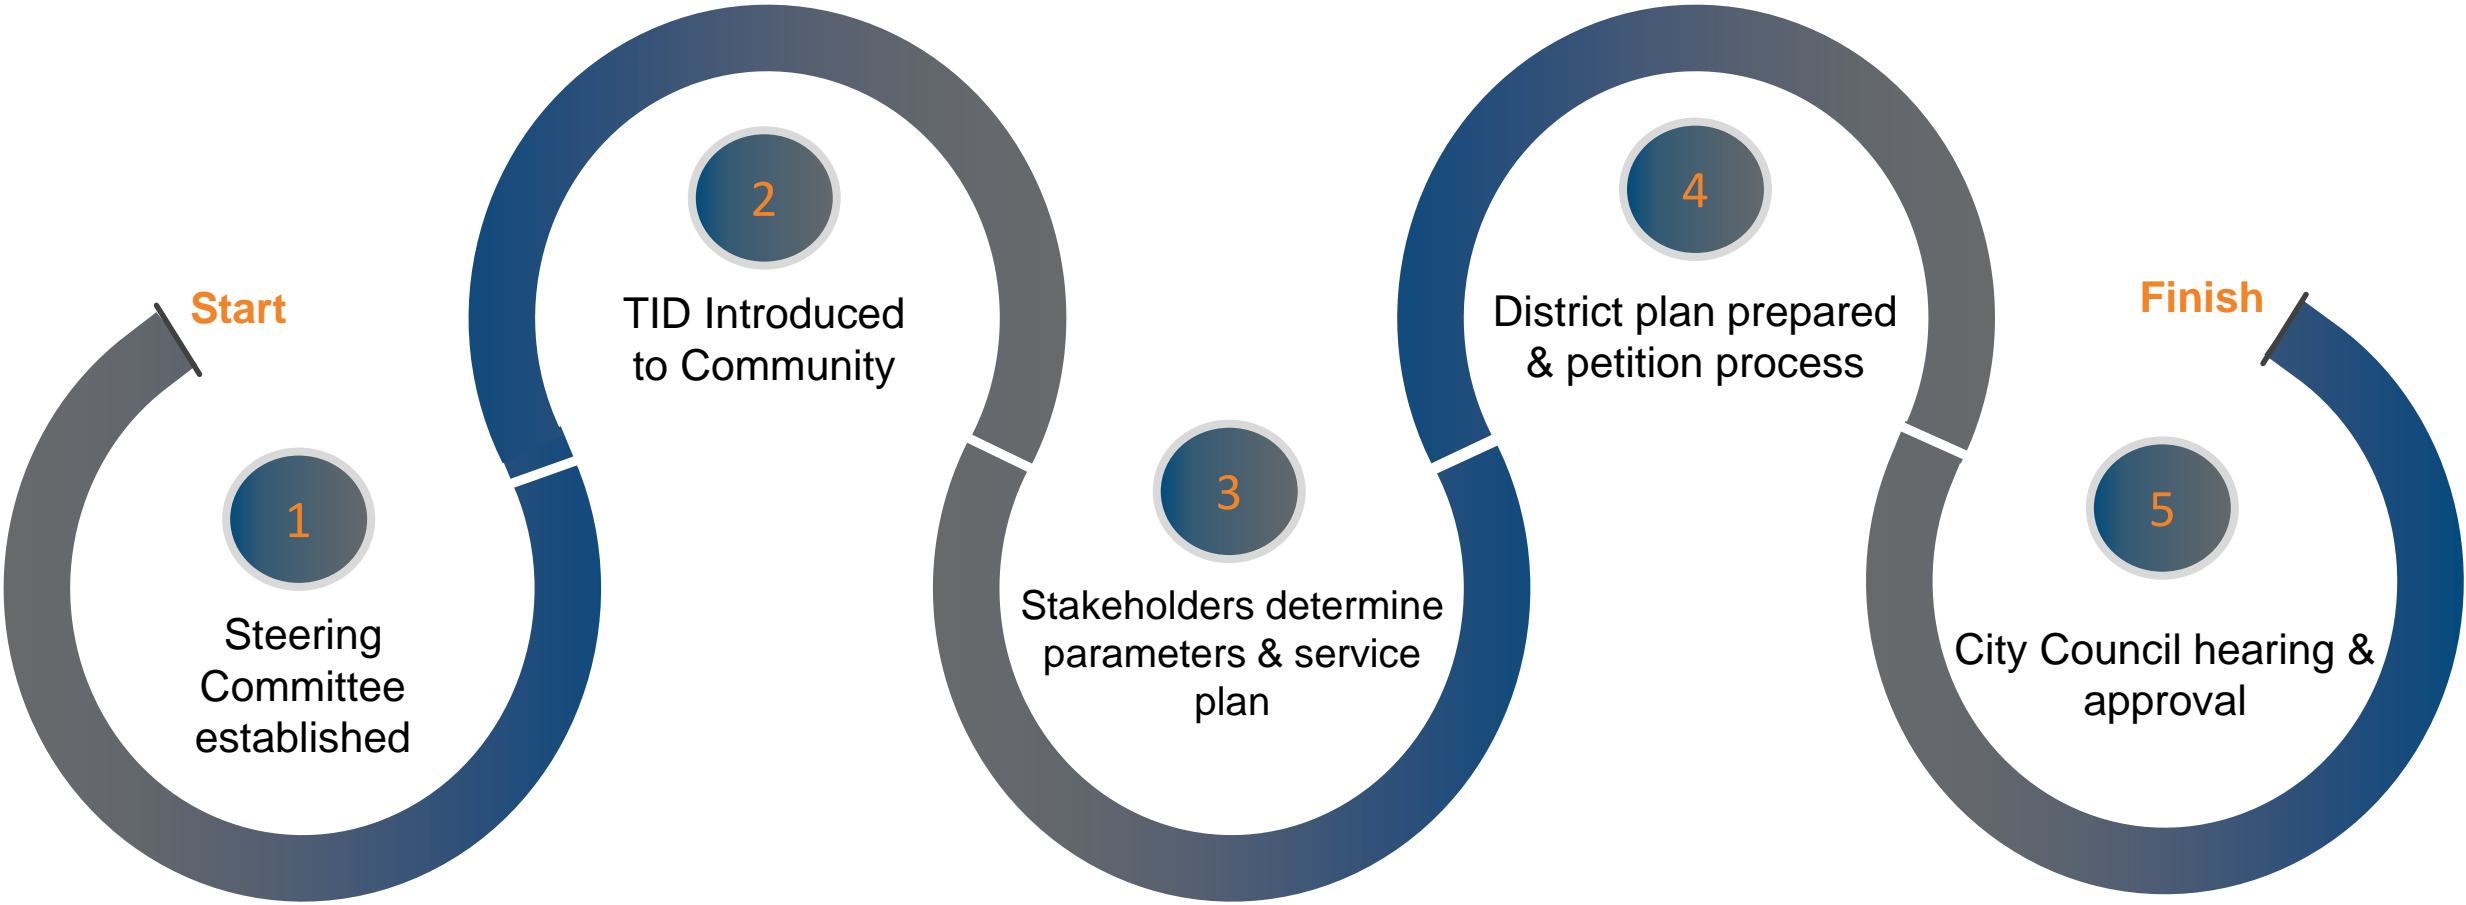 Start
1
Steering
Committee
established
2
TID Introduced
to Community
3
Stakeholders determine
parameters & service
plan
4
District plan prepared
& petition process
5
City Council hearing &
approval
Finish